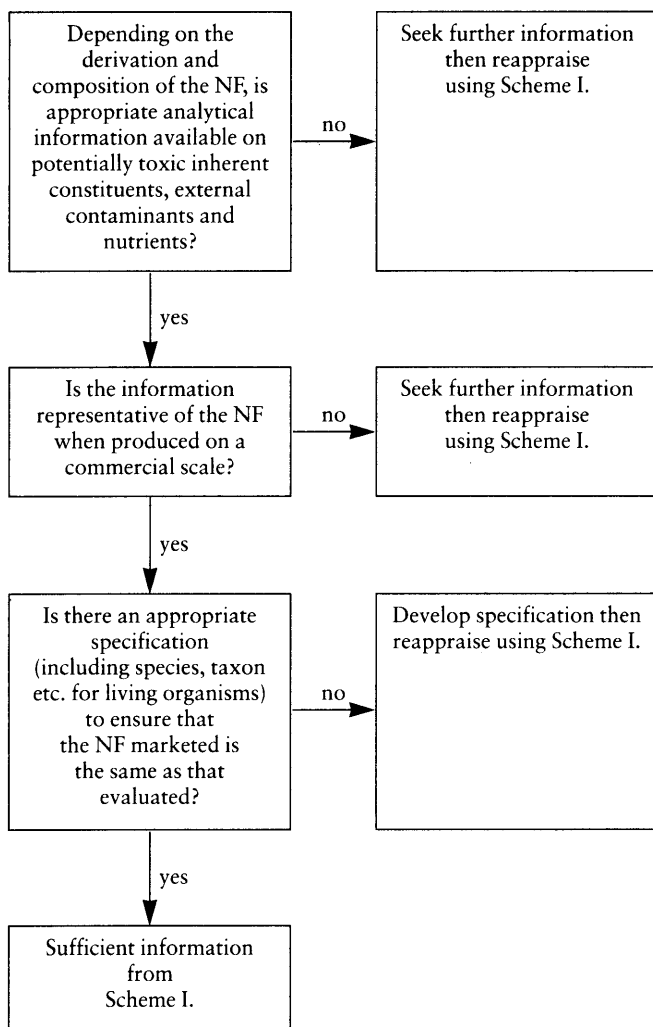 Depending on the
derivation and
composition of the NF, is
appropriate analytical
information available on
potentially toxic inherent
constituents, external
contaminants and
nutrients?
no
Seek further information
then reappraise
using Scheme I.
yes
Is the information
representative of the NF
when produced on a
commercial scale?
no
Seek further information
then reappraise
using Scheme I.
yes
Is there an appropriate
specification
(including species, taxon
etc. for living organisms)
to ensure that
the NF marketed is
the same as that
evaluated?
no
Develop specification then
reappraise using Scheme I.
yes
Sufficient information
from
Scheme I.